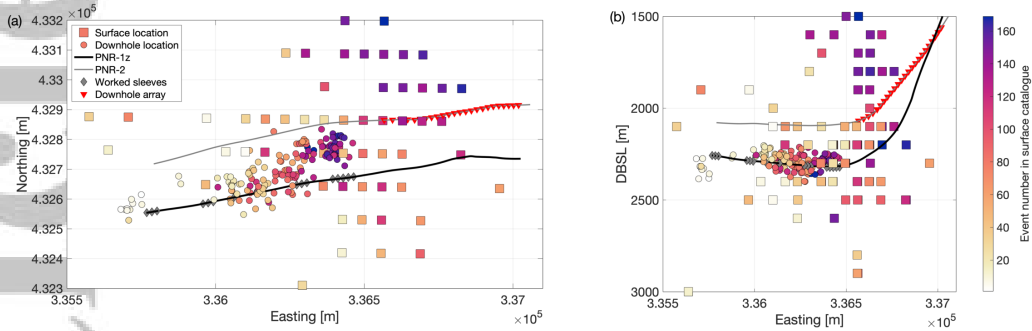 (a)
× 10⁵
4.332
4.331
4.33
4.329
4.328
4.327
4.326
4.325
4.324
4.323
Northing [m]
Surface location
Downhole location
PNR-1z
PNR-2
Worked sleeves
Downhole array
3.355
3.36
3.365
3.37
× 10⁵
Easting [m]
(b)
1500
2000
2500
3000
DBSL [m]
3.355
3.36
3.365
3.37
× 10⁵
Easting [m]
160
140
120
100
80
60
40
20
Event number in surface catalogue